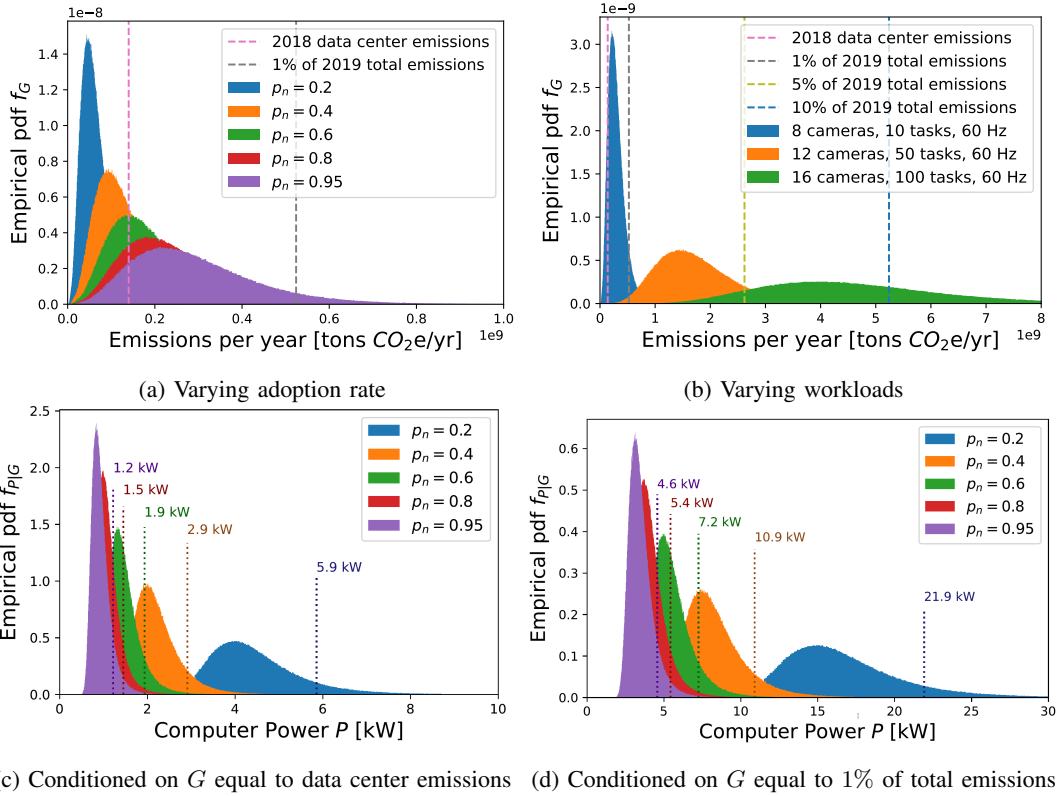 1e−8
Empirical pdf f_G
1.4
1.2
1.0
0.8
0.6
0.4
0.2
0.0
2018 data center emissions
1% of 2019 total emissions
p_n = 0.2
p_n = 0.4
p_n = 0.6
p_n = 0.8
p_n = 0.95
0.0 0.2 0.4 0.6 0.8 1.0
Emissions per year [tons CO_2e/yr]
1e9
(a) Varying adoption rate
1e−9
Empirical pdf f_G
3.0
2.5
2.0
1.5
1.0
0.5
0.0
2018 data center emissions
1% of 2019 total emissions
5% of 2019 total emissions
10% of 2019 total emissions
8 cameras, 10 tasks, 60 Hz
12 cameras, 50 tasks, 60 Hz
16 cameras, 100 tasks, 60 Hz
0 1 2 3 4 5 6 7 8
Emissions per year [tons CO_2e/yr]
1e9
(b) Varying workloads
Empirical pdf f_{P|G}
2.5
2.0
1.5
1.0
0.5
0.0
1.2 kW
1.5 kW
1.9 kW
2.9 kW
5.9 kW
p_n = 0.2
p_n = 0.4
p_n = 0.6
p_n = 0.8
p_n = 0.95
0 2 4 6 8 10
Computer Power P [kW]
c) Conditioned on G equal to data center emissions
Empirical pdf f_{P|G}
0.6
0.5
0.4
0.3
0.2
0.1
0.0
4.6 kW
5.4 kW
7.2 kW
10.9 kW
21.9 kW
p_n = 0.2
p_n = 0.4
p_n = 0.6
p_n = 0.8
p_n = 0.95
0 5 10 15 20 25 30
Computer Power P [kW]
(d) Conditioned on G equal to 1% of total emissions